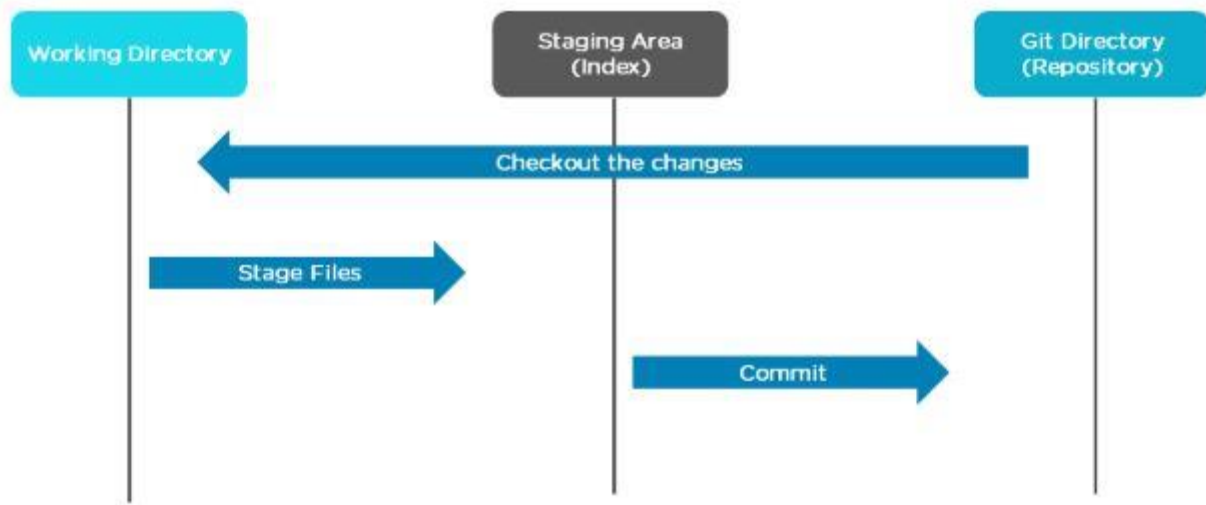 Working Directory
Staging Area
(Index)
Git Directory
(Repository)
Checkout the changes
Stage Files
Commit